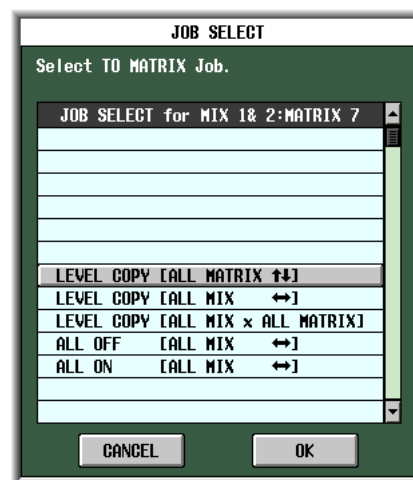 JOB SELECT
Select TO MATRIX Job.
JOB SELECT for MIX 1& 2:MATRIX 7
LEVEL COPY [ALL MATRIX ↑↓]
LEVEL COPY [ALL MIX ↔]
LEVEL COPY [ALL MIX x ALL MATRIX]
ALL OFF [ALL MIX ↔]
ALL ON [ALL MIX ↔]
CANCEL OK